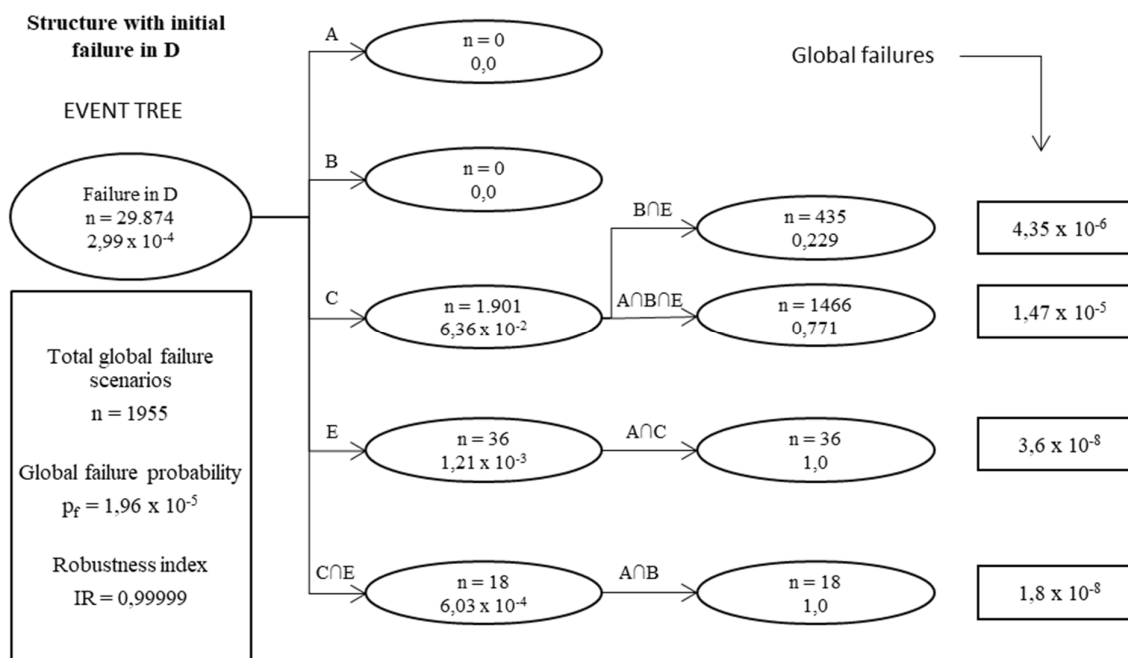 Structure with initial
failure in D
EVENT TREE
Failure in D
n = 29.874
2,99 x 10⁻⁴
Total global failure
scenarios
n = 1955
Global failure probability
p_f = 1,96 x 10⁻⁵
Robustness index
IR = 0,99999
A
n = 0
0,0
B
n = 0
0,0
C
n = 1.901
6,36 x 10⁻²
B∩E
n = 435
0,229
A∩B∩E
n = 1466
0,771
E
n = 36
1,21 x 10⁻³
A∩C
n = 36
1,0
C∩E
n = 18
6,03 x 10⁻⁴
A∩B
n = 18
1,0
Global failures
4,35 x 10⁻⁶
1,47 x 10⁻⁵
3,6 x 10⁻⁸
1,8 x 10⁻⁸